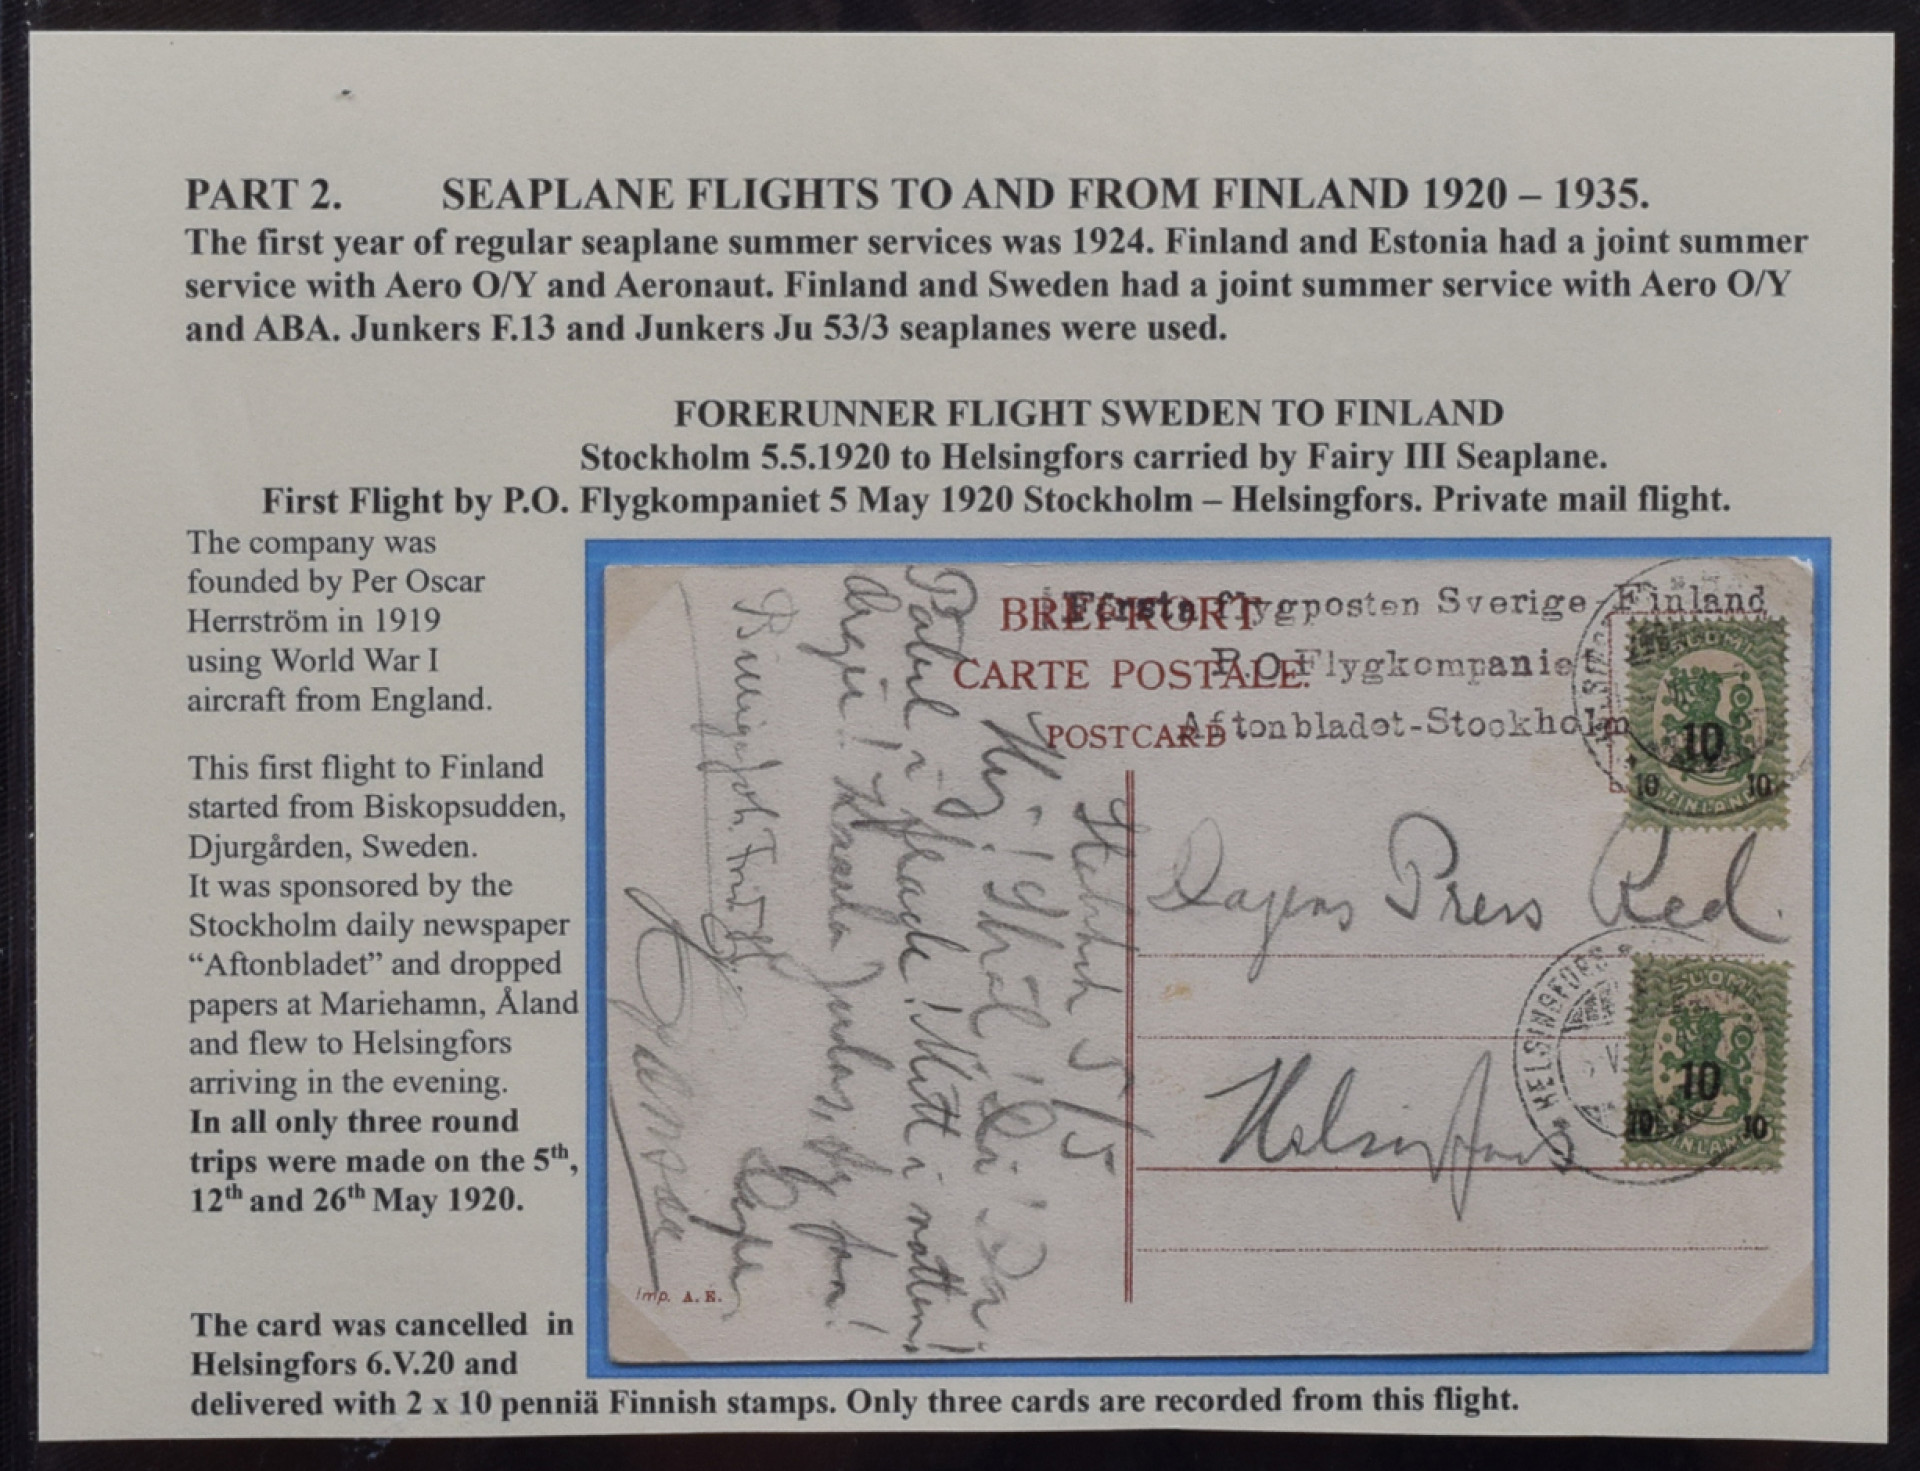 PART 2. SEAPLANE FLIGHTS TO AND FROM FINLAND 1920 – 1935.
The first year of regular seaplane summer services was 1924. Finland and Estonia had a joint summer
service with Aero O/Y and Aeronaut. Finland and Sweden had a joint summer service with Aero O/Y
and ABA. Junkers F.13 and Junkers Ju 53/3 seaplanes were used.
FORERUNNER FLIGHT SWEDEN TO FINLAND
Stockholm 5.5.1920 to Helsingfors carried by Fairy III Seaplane.
First Flight by P.O. Flygkompaniet 5 May 1920 Stockholm – Helsingfors. Private mail flight.
The company was
founded by Per Oscar
Herrström in 1919
using World War I
aircraft from England.
This first flight to Finland
started from Biskopsudden,
Djurgården, Sweden.
It was sponsored by the
Stockholm daily newspaper
“Aftonbladet” and dropped
papers at Mariehamn, Åland
and flew to Helsingfors
arriving in the evening.
In all only three round
trips were made on the 5th,
12th and 26th May 1920.
The card was cancelled in
Helsingfors 6.V.20 and
delivered with 2 x 10 penniä Finnish stamps. Only three cards are recorded from this flight.
BREFKORT
CARTE POSTALE.
POSTCARD
Första flygposten Sverige-Finland
P.O.Flygkompaniet
Aftonbladet-Stockholm
SUOMI
10
10 10
FINLAND
Dagens Press Red.
Helsingfors
HELSINGFORS
SUOMI
10
10 10
FINLAND
5/5
Hej!
i natten!
Imp. A. E.